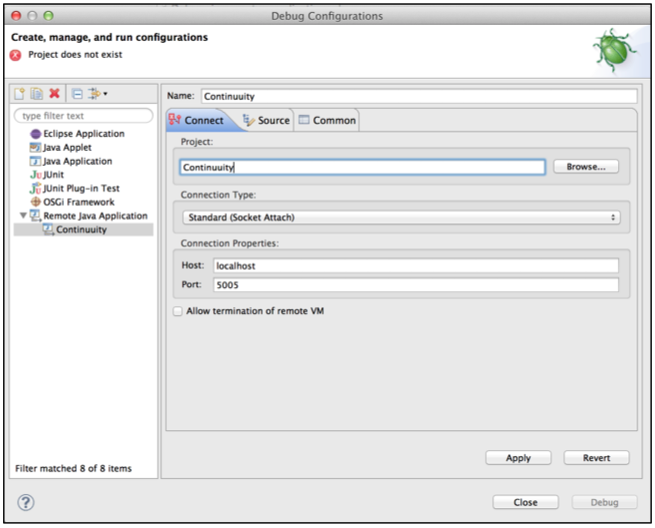 Debug Configurations
Create, manage, and run configurations
Project does not exist
type filter text
Eclipse Application
Java Applet
Java Application
JUnit
JUnit Plug-in Test
OSGi Framework
Remote Java Application
Continuuity
Filter matched 8 of 8 items
Name: Continuuity
Connect Source Common
Project:
Continuuity Browse...
Connection Type:
Standard (Socket Attach)
Connection Properties:
Host: localhost
Port: 5005
Allow termination of remote VM
Apply Revert
? Close Debug